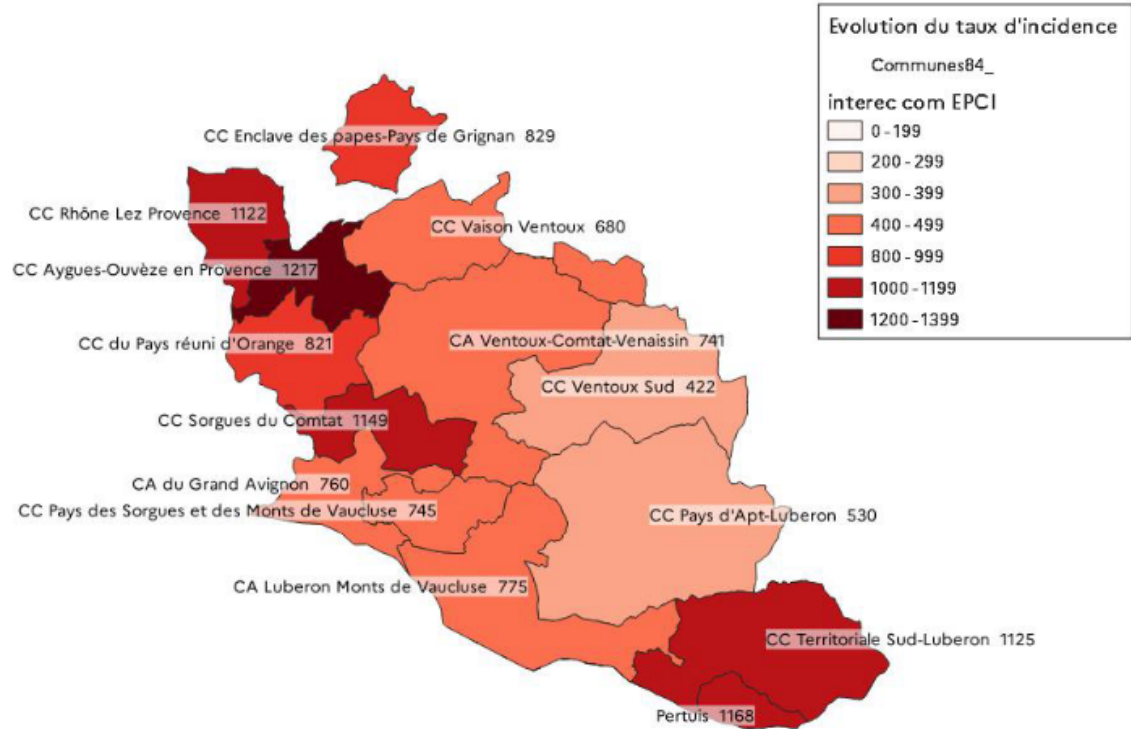 Evolution du taux d'incidence
Communes84_
interec com EPCI
0-199
200-299
300-399
400-499
800-999
1000-1199
1200-1399
CC Enclave des papes-Pays de Grignan 829
CC Rhône Lez Provence 1122
CC Vaison Ventoux 680
CC Aygues-Ouvèze en Provence 1217
CC du Pays réuni d'Orange 821
CA Ventoux-Comtat-Venaissin 741
CC Ventoux Sud 422
CC Sorgues du Comtat 1149
CA du Grand Avignon 760
CC Pays des Sorgues et des Monts de Vaucluse 745
CC Pays d'Apt-Luberon 530
CA Luberon Monts de Vaucluse 775
CC Territoriale Sud-Luberon 1125
Pertuis 1168